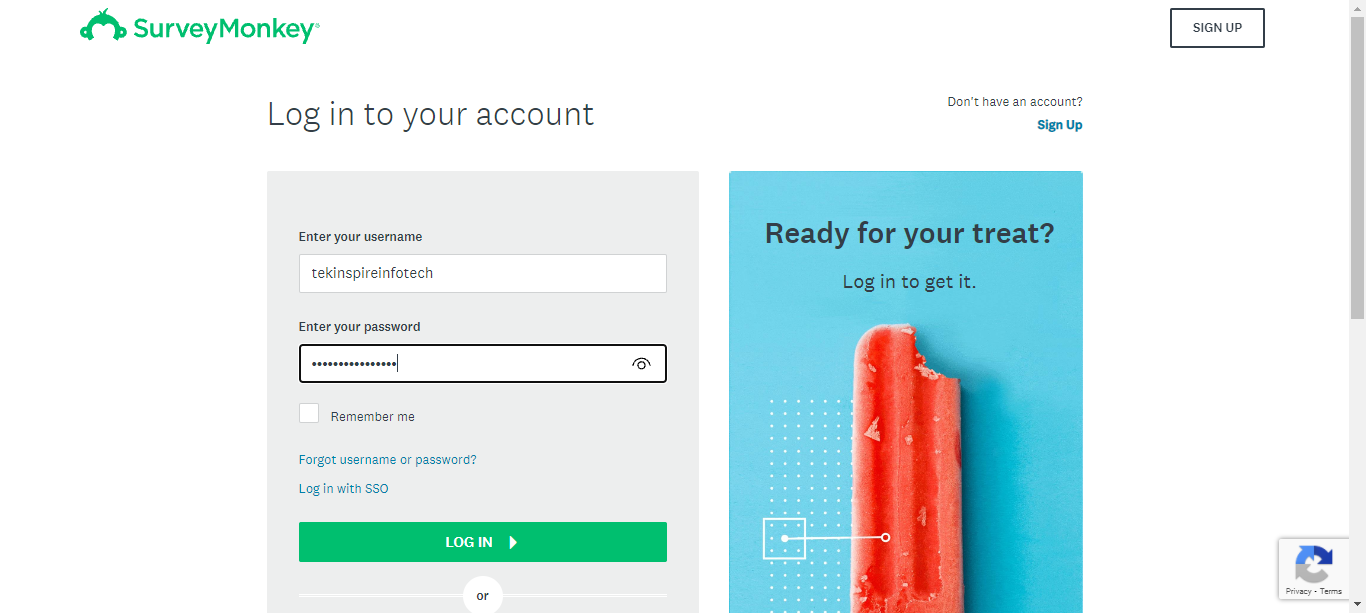 SurveyMonkey®
SIGN UP
Log in to your account
Don't have an account?
Sign Up
Enter your username
tekinspireinfotech
Enter your password
••••••••••••••••
Remember me
Forgot username or password?
Log in with SSO
LOG IN
or
Ready for your treat?
Log in to get it.
Privacy - Terms